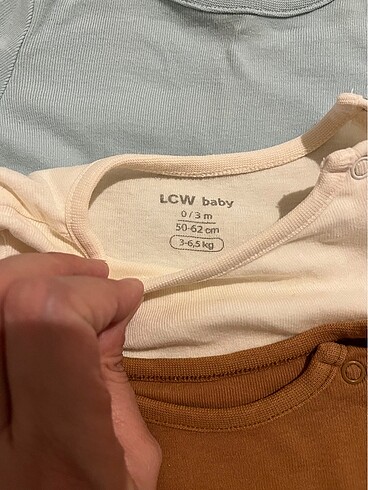 LCW baby
0 / 3 m
50-62 cm
3-6,5 kg